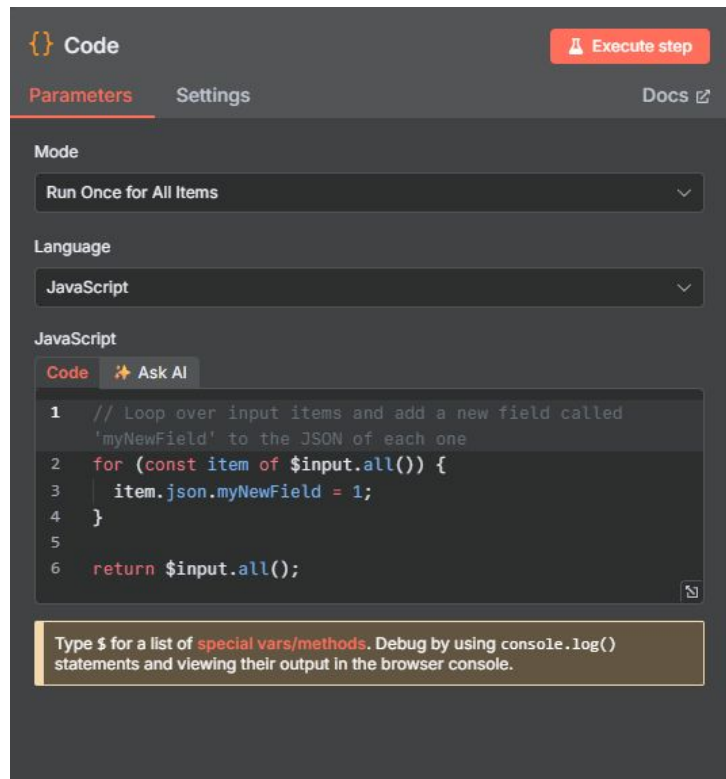 {} Code
Execute step
Parameters Settings Docs
Mode
Run Once for All Items
Language
JavaScript
JavaScript
Code Ask AI
1 // Loop over input items and add a new field called
'myNewField' to the JSON of each one
2 for (const item of $input.all()) {
3 item.json.myNewField = 1;
4 }
5
6 return $input.all();
Type $ for a list of special vars/methods. Debug by using console.log()
statements and viewing their output in the browser console.